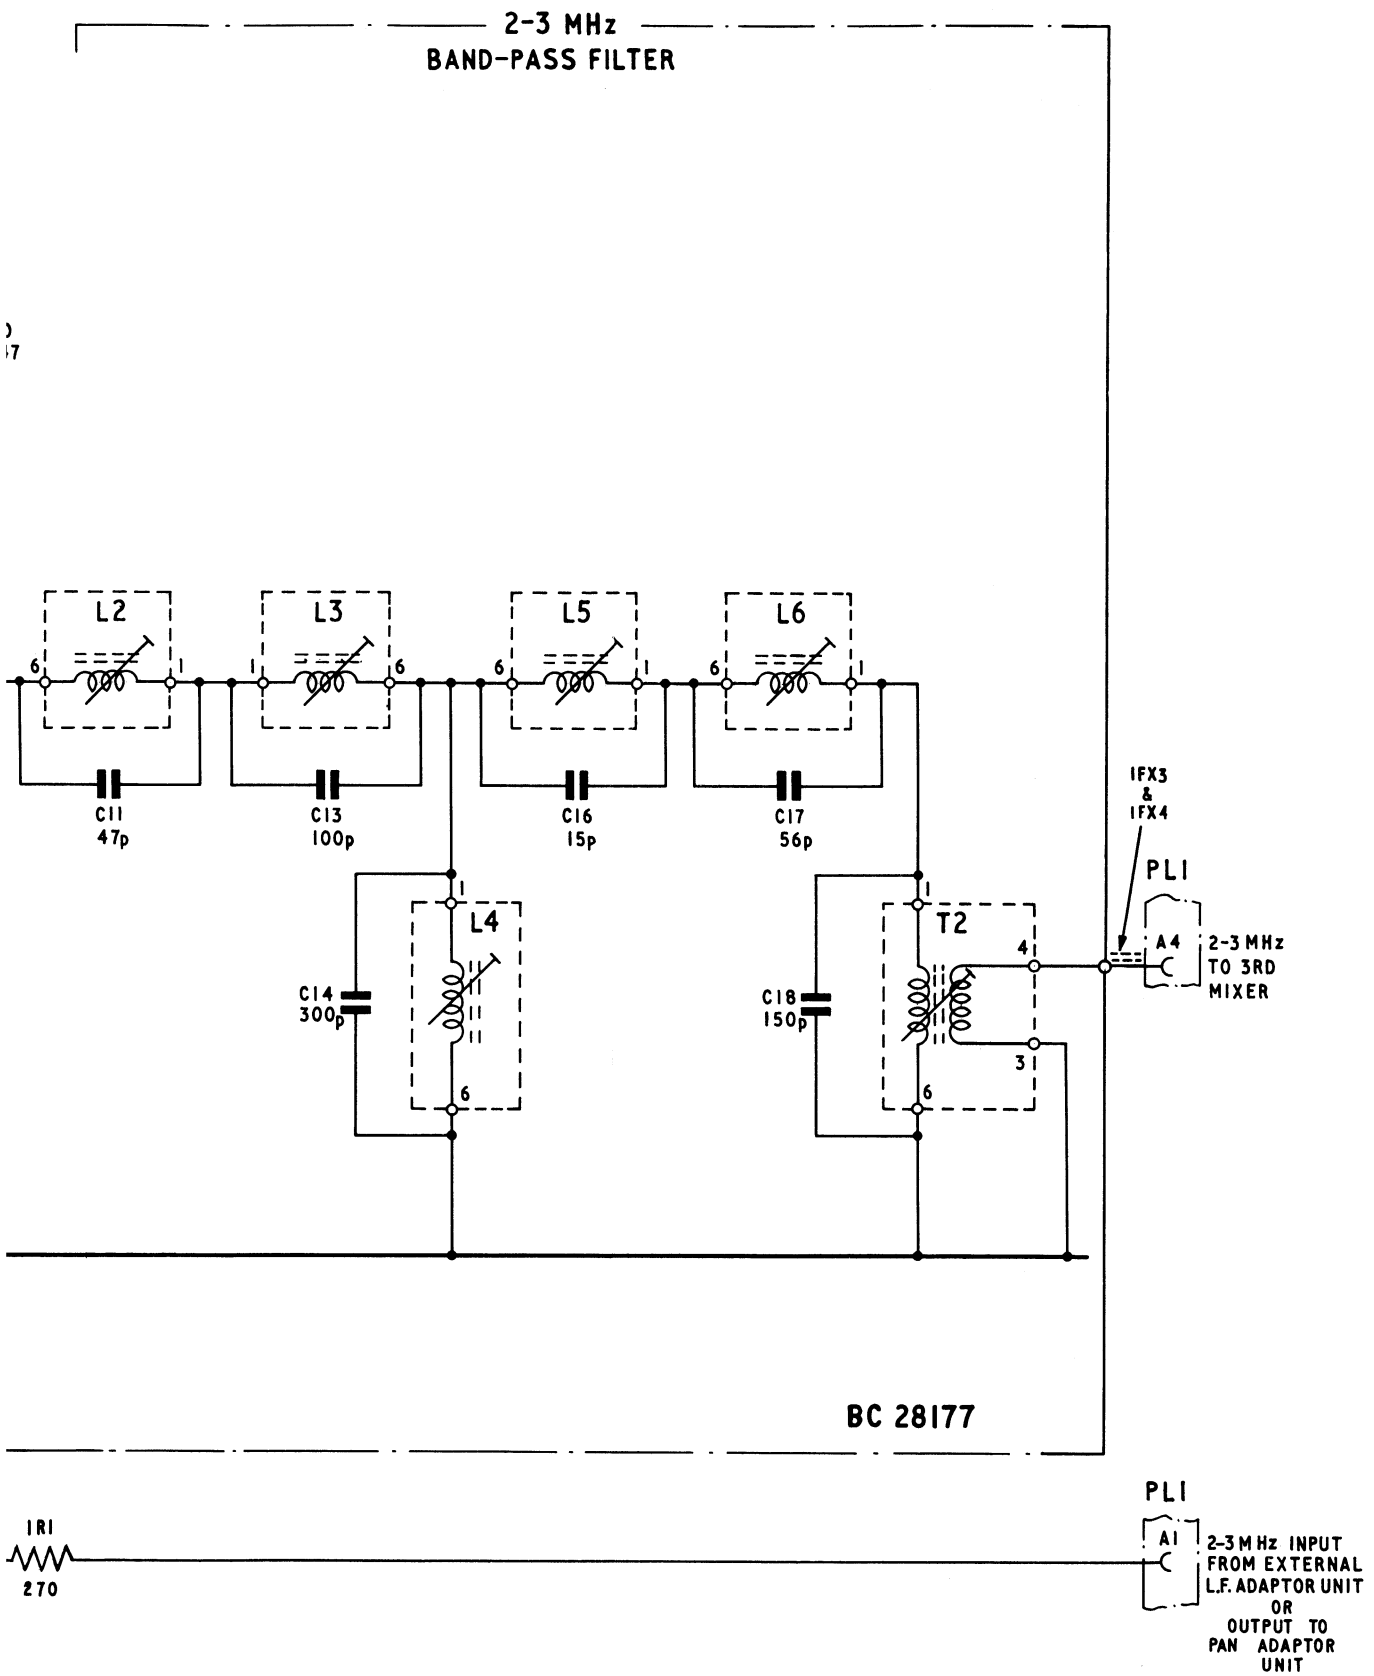 2-3 MHz
BAND-PASS FILTER
L2
L3
L5
L6
6
1
1
6
6
1
6
1
C11
47p
C13
100p
C16
15p
C17
56p
1FX3
&
1FX4
PL1
1
L4
1
T2
4
A4
2-3 MHz
TO 3RD
MIXER
C14
300p
C18
150p
3
6
6
BC 28177
PL1
1R1
270
A1
2-3 MHz INPUT
FROM EXTERNAL
L.F. ADAPTOR UNIT
OR
OUTPUT TO
PAN ADAPTOR
UNIT